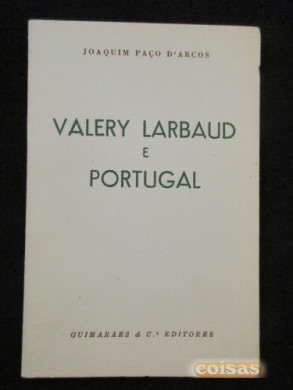 JOAQUIM PAÇO D'ARCOS
VALERY LARBAUD
E
PORTUGAL
GUIMARÃES & C.ª EDITORES
coisas